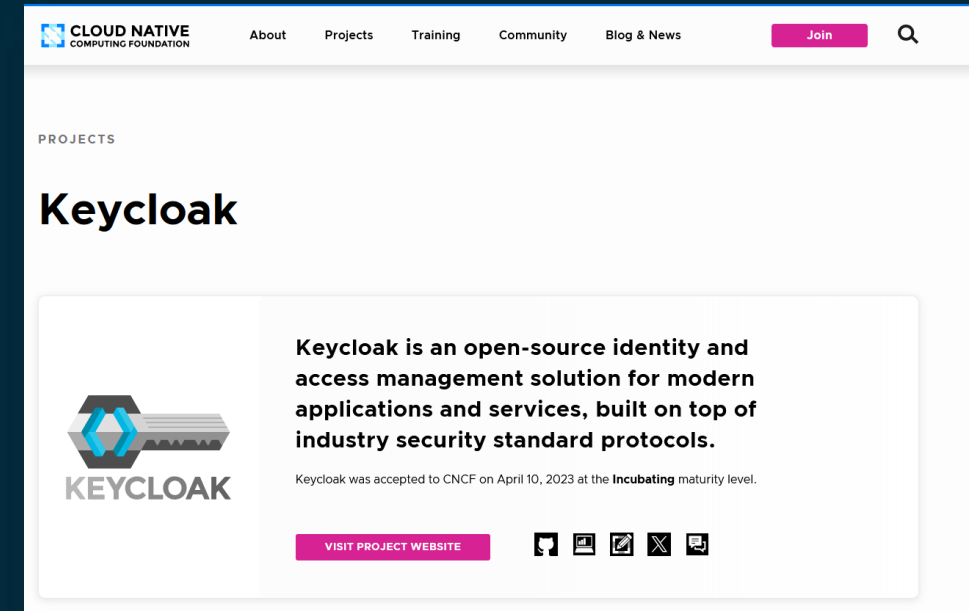 CLOUD NATIVE
COMPUTING FOUNDATION
About
Projects
Training
Community
Blog & News
Join
PROJECTS
Keycloak
Keycloak is an open-source identity and
access management solution for modern
applications and services, built on top of
industry security standard protocols.
KEYCLOAK
Keycloak was accepted to CNCF on April 10, 2023 at the Incubating maturity level.
VISIT PROJECT WEBSITE